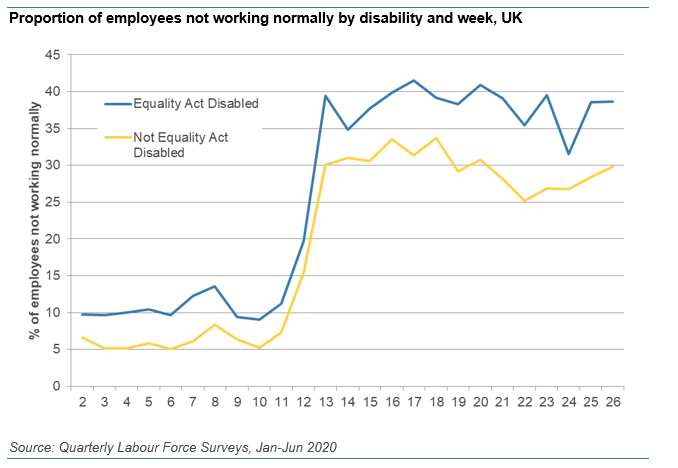 Proportion of employees not working normally by disability and week, UK
% of employees not working normally
45
40
35
30
25
20
15
10
5
0
Equality Act Disabled
Not Equality Act
Disabled
2 3 4 5 6 7 8 9 10 11 12 13 14 15 16 17 18 19 20 21 22 23 24 25 26
Source: Quarterly Labour Force Surveys, Jan-Jun 2020